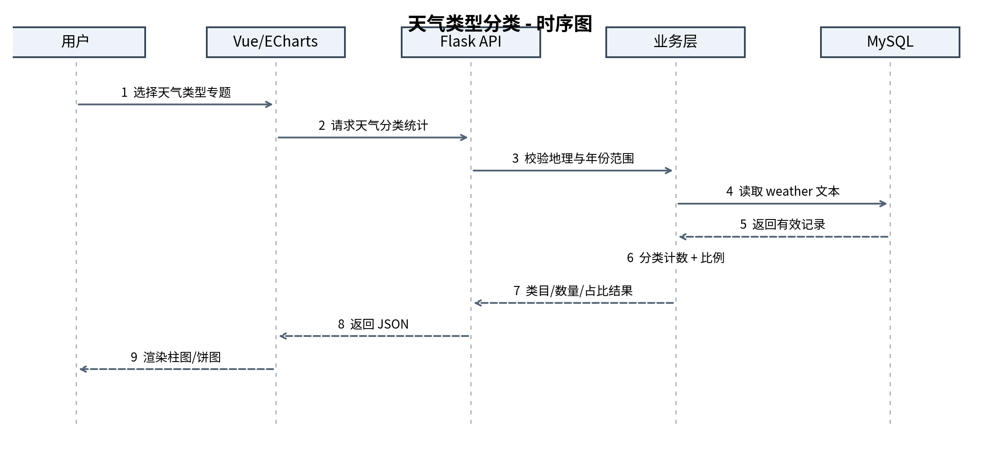 天气类型分类 - 时序图
用户
Vue/ECharts
Flask API
业务层
MySQL
1 选择天气类型专题
2 请求天气分类统计
3 校验地理与年份范围
4 读取 weather 文本
5 返回有效记录
6 分类计数 + 比例
7 类目/数量/占比结果
8 返回 JSON
9 渲染柱图/饼图